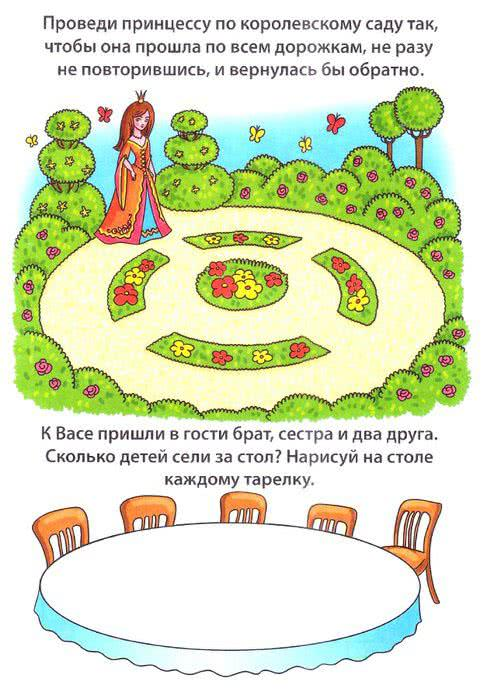 Проведи принцессу по королевскому саду так,
чтобы она прошла по всем дорожкам, не разу
не повторившись, и вернулась бы обратно.
К Васе пришли в гости брат, сестра и два друга.
Сколько детей сели за стол? Нарисуй на столе
каждому тарелку.